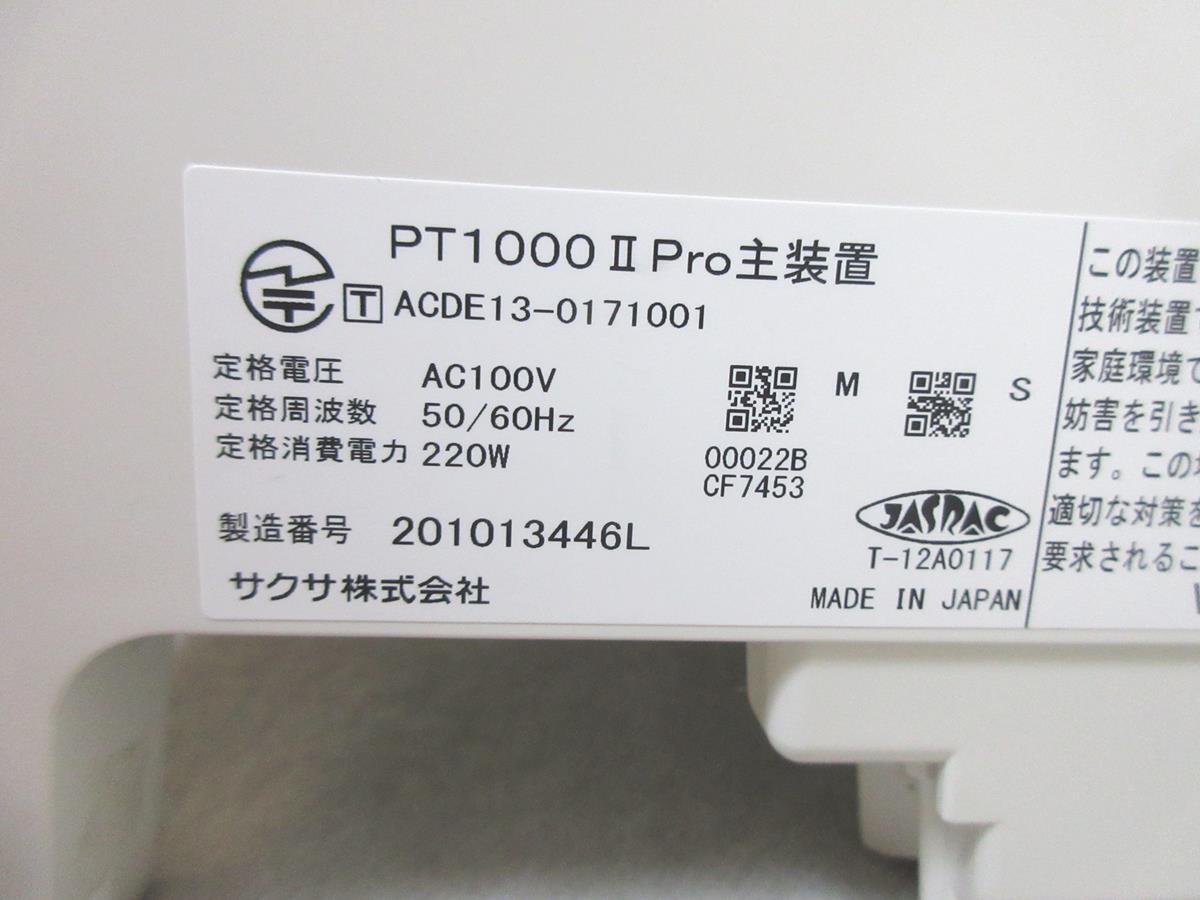 PT1000ⅡPro主装置
T ACDE13-0171001
定格電圧 AC100V
定格周波数 50/60Hz
定格消費電力 220W
M
S
00022B
CF7453
製造番号 201013446L
JASRAC
T-12A0117
サクサ株式会社
MADE IN JAPAN
この装置
技術装置で
家庭環境で
妨害を引き
ます。この
適切な対策を
要求されるこ